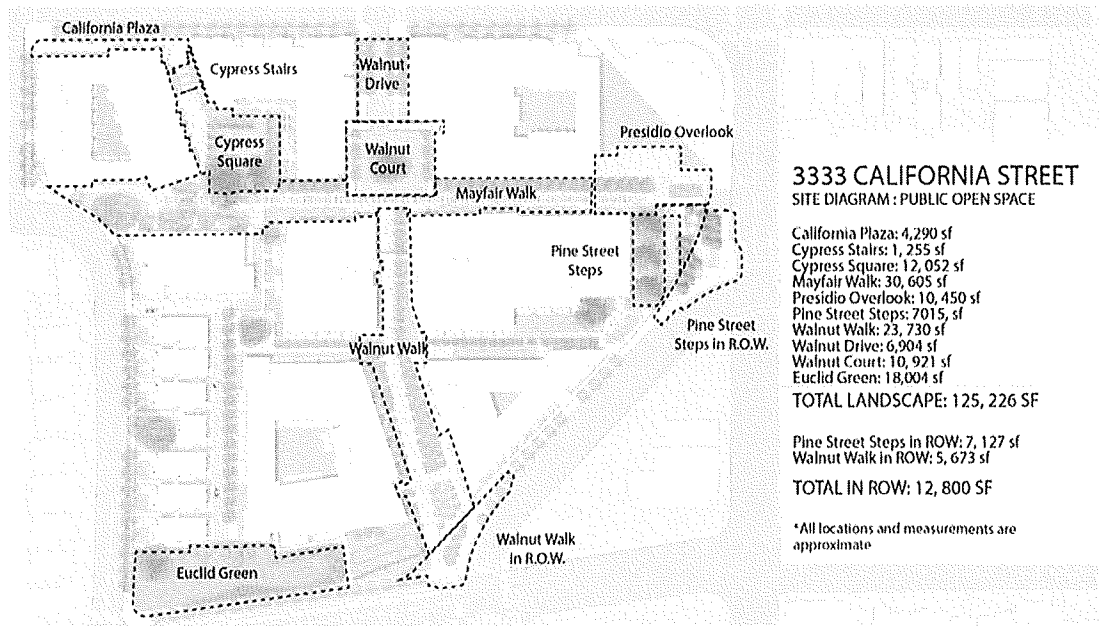 California Plaza
Cypress Stairs
Walnut
Drive
Cypress
Square
Walnut
Court
Presidio Overlook
Mayfair Walk
Pine Street
Steps
Pine Street
Steps in R.O.W.
Walnut Walk
Walnut Walk
in R.O.W.
Euclid Green
3333 CALIFORNIA STREET
SITE DIAGRAM : PUBLIC OPEN SPACE
California Plaza: 4,290 sf
Cypress Stairs: 1, 255 sf
Cypress Square: 12, 052 sf
Mayfair Walk: 30, 605 sf
Presidio Overlook: 10, 450 sf
Pine Street Steps: 7015, sf
Walnut Walk: 23, 730 sf
Walnut Drive: 6,904 sf
Walnut Court: 10, 921 sf
Euclid Green: 18,004 sf
TOTAL LANDSCAPE: 125, 226 SF
Pine Street Steps in ROW: 7, 127 sf
Walnut Walk in ROW: 5, 673 sf
TOTAL IN ROW: 12, 800 SF
*All locations and measurements are
approximate